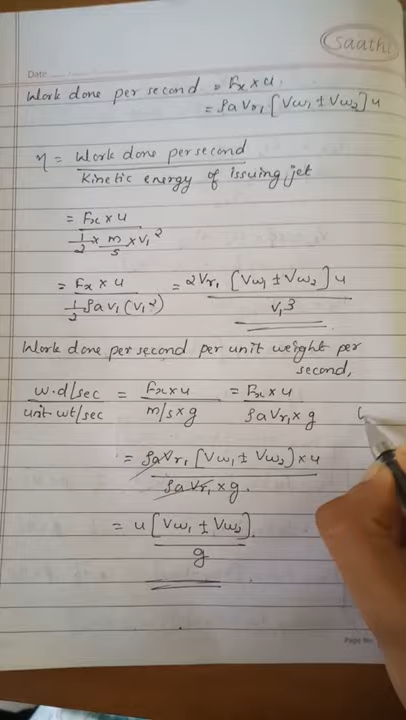 Saathi
Date
Work done per second = Fx × u.
= ρaVr₁ [Vw₁ ± Vw₂] u
η = Work done per second / Kinetic energy of issuing jet
= Fx × u / ½ × m/s × V₁²
= Fx × u / ½ ρaV₁(V₁²) = 2Vr₁ [Vw₁ ± Vw₂] u / V₁³
Work done per second per unit weight per
second,
w.d/sec / unit wt/sec = Fx × u / m/s × g = Fx × u / ρaVr₁ × g
= ρaVr₁ [Vw₁ ± Vw₂] × u / ρaVr₁ × g.
= u [Vw₁ ± Vw₂] / g
Page No